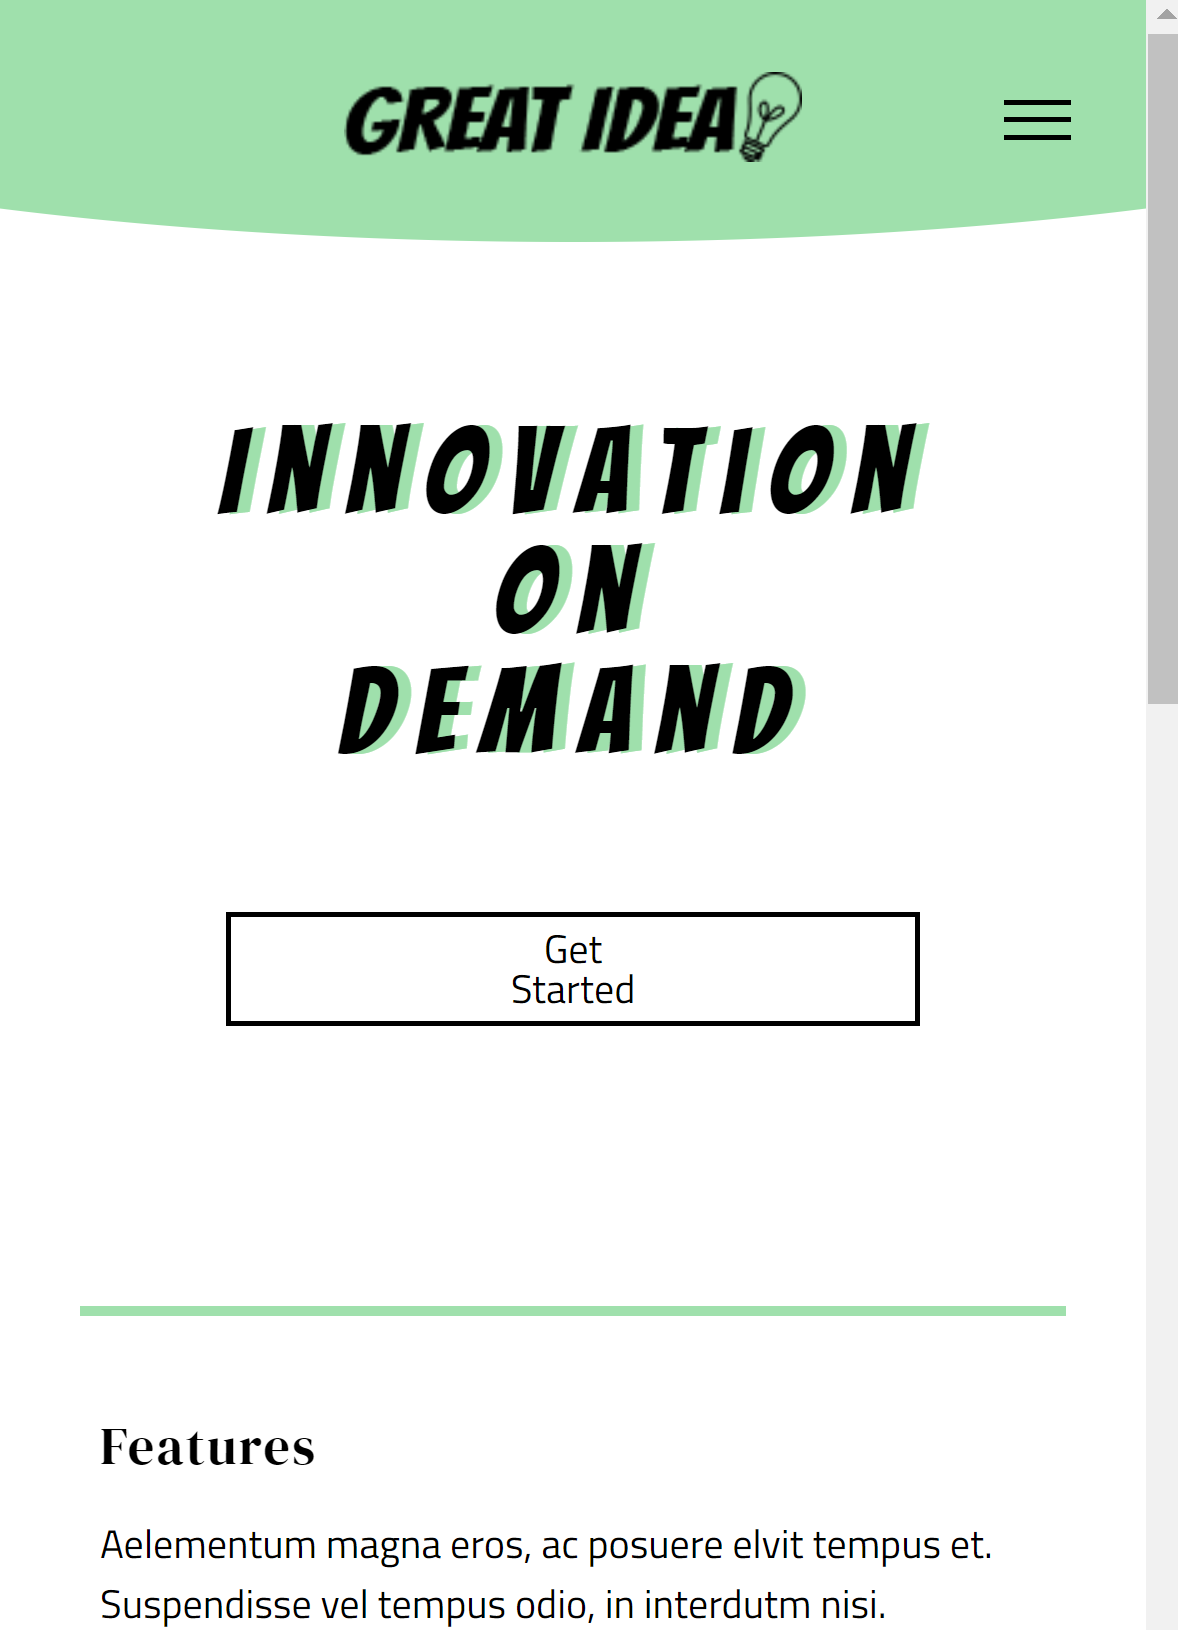 GREAT IDEA
INNOVATION
ON
DEMAND
Get
Started
Features
Aelementum magna eros, ac posuere elvit tempus et.
Suspendisse vel tempus odio, in interdutm nisi.